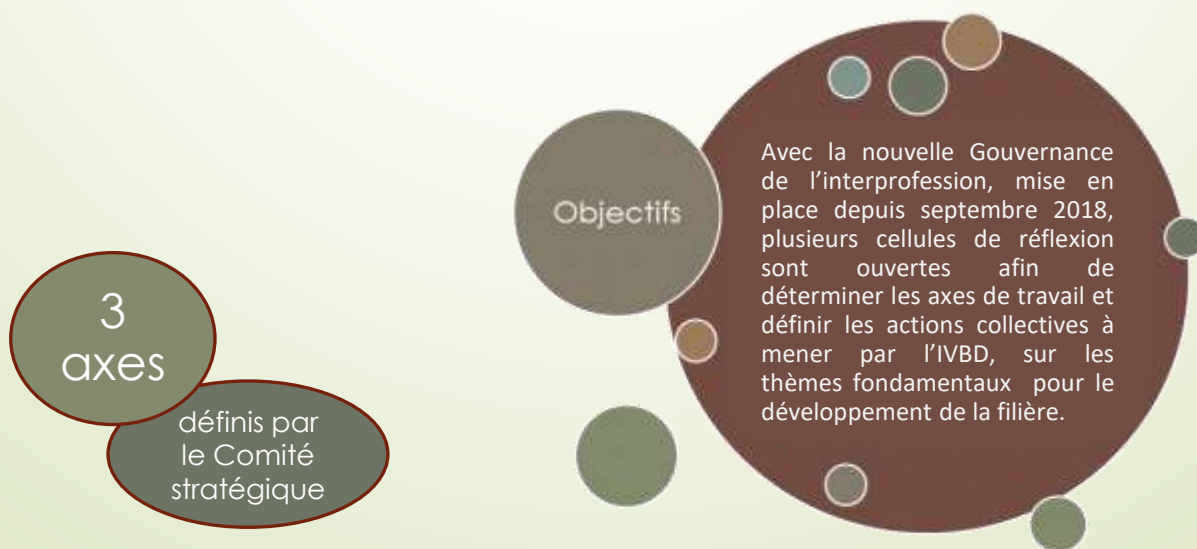 Objectifs
Avec la nouvelle Gouvernance
de l’interprofession, mise en
place depuis septembre 2018,
plusieurs cellules de réflexion
sont ouvertes afin de
déterminer les axes de travail et
définir les actions collectives à
mener par l’IVBD, sur les
thèmes fondamentaux pour le
développement de la filière.
3
axes
définis par
le Comité
stratégique